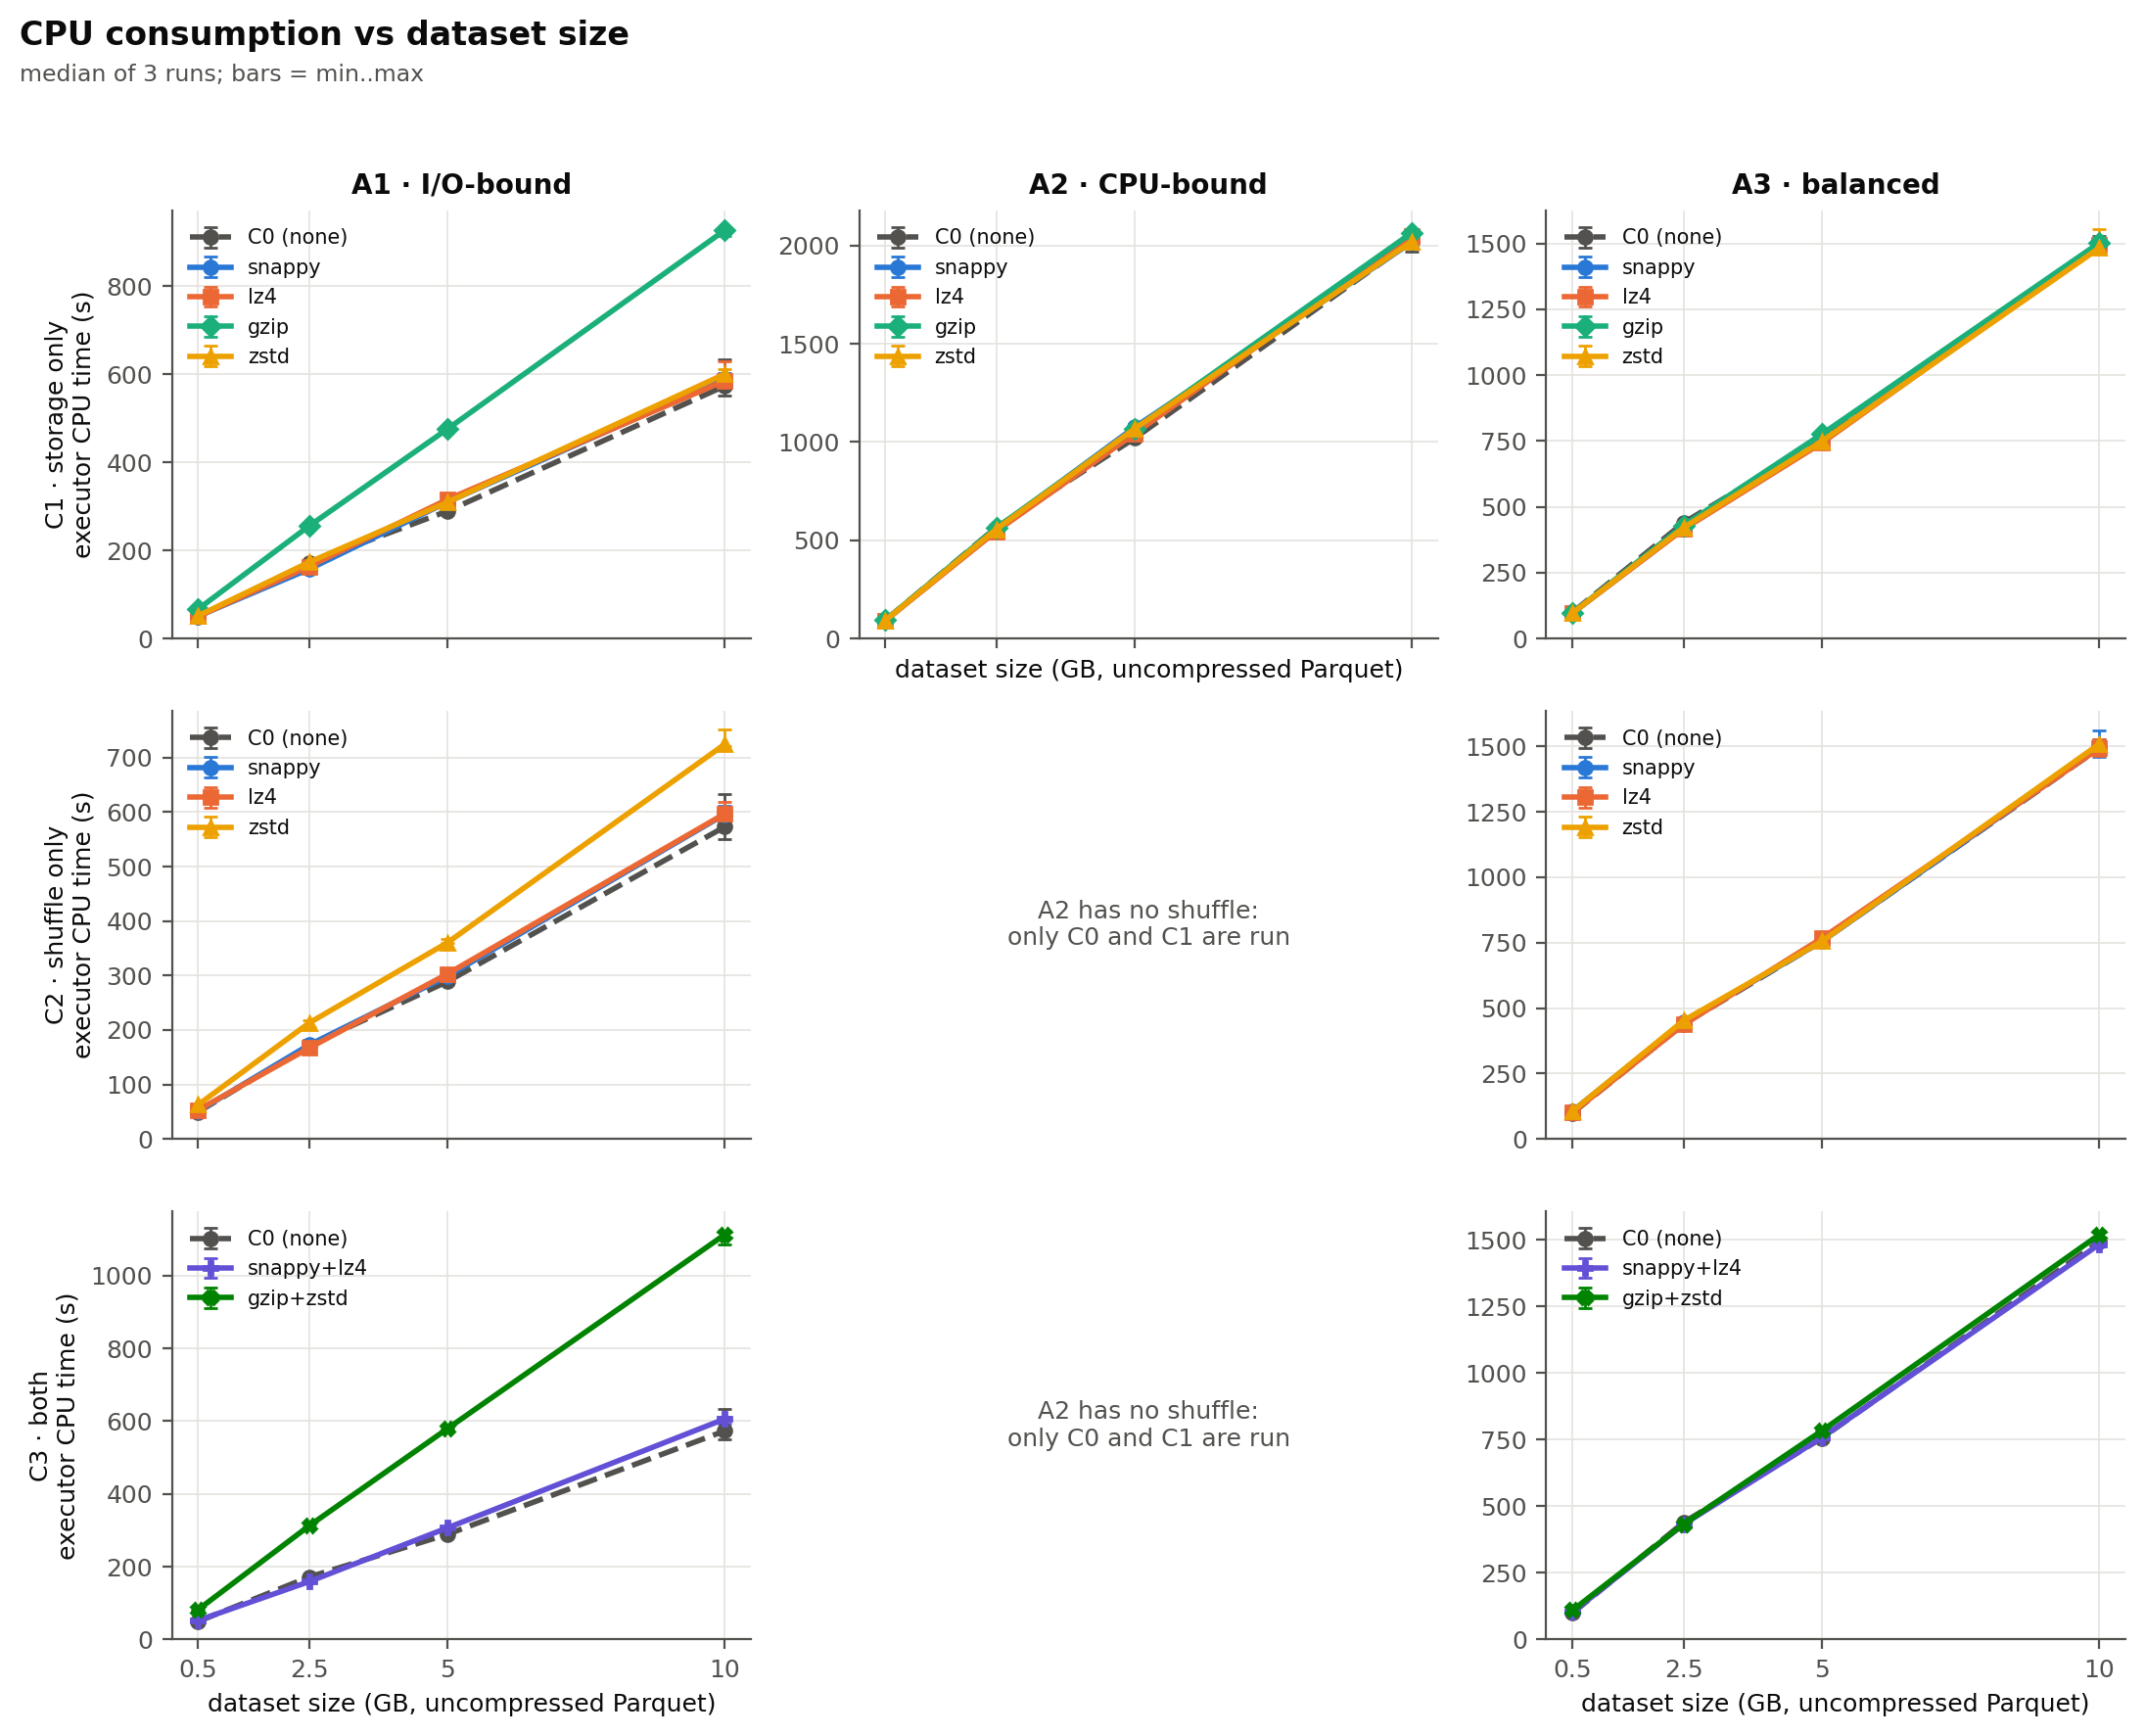 CPU consumption vs dataset size
median of 3 runs; bars = min..max
A1 · I/O-bound
C1 · storage only
executor CPU time (s)
800
600
400
200
0
C0 (none)
snappy
lz4
gzip
zstd
A2 · CPU-bound
2000
1500
1000
500
0
C0 (none)
snappy
lz4
gzip
zstd
dataset size (GB, uncompressed Parquet)
A3 · balanced
1500
1250
1000
750
500
250
0
C0 (none)
snappy
lz4
gzip
zstd
C2 · shuffle only
executor CPU time (s)
700
600
500
400
300
200
100
0
C0 (none)
snappy
lz4
zstd
A2 has no shuffle:
only C0 and C1 are run
1500
1250
1000
750
500
250
0
C0 (none)
snappy
lz4
zstd
C3 · both
executor CPU time (s)
1000
800
600
400
200
0
C0 (none)
snappy+lz4
gzip+zstd
0.5
2.5
5
10
dataset size (GB, uncompressed Parquet)
A2 has no shuffle:
only C0 and C1 are run
1500
1250
1000
750
500
250
0
C0 (none)
snappy+lz4
gzip+zstd
0.5
2.5
5
10
dataset size (GB, uncompressed Parquet)